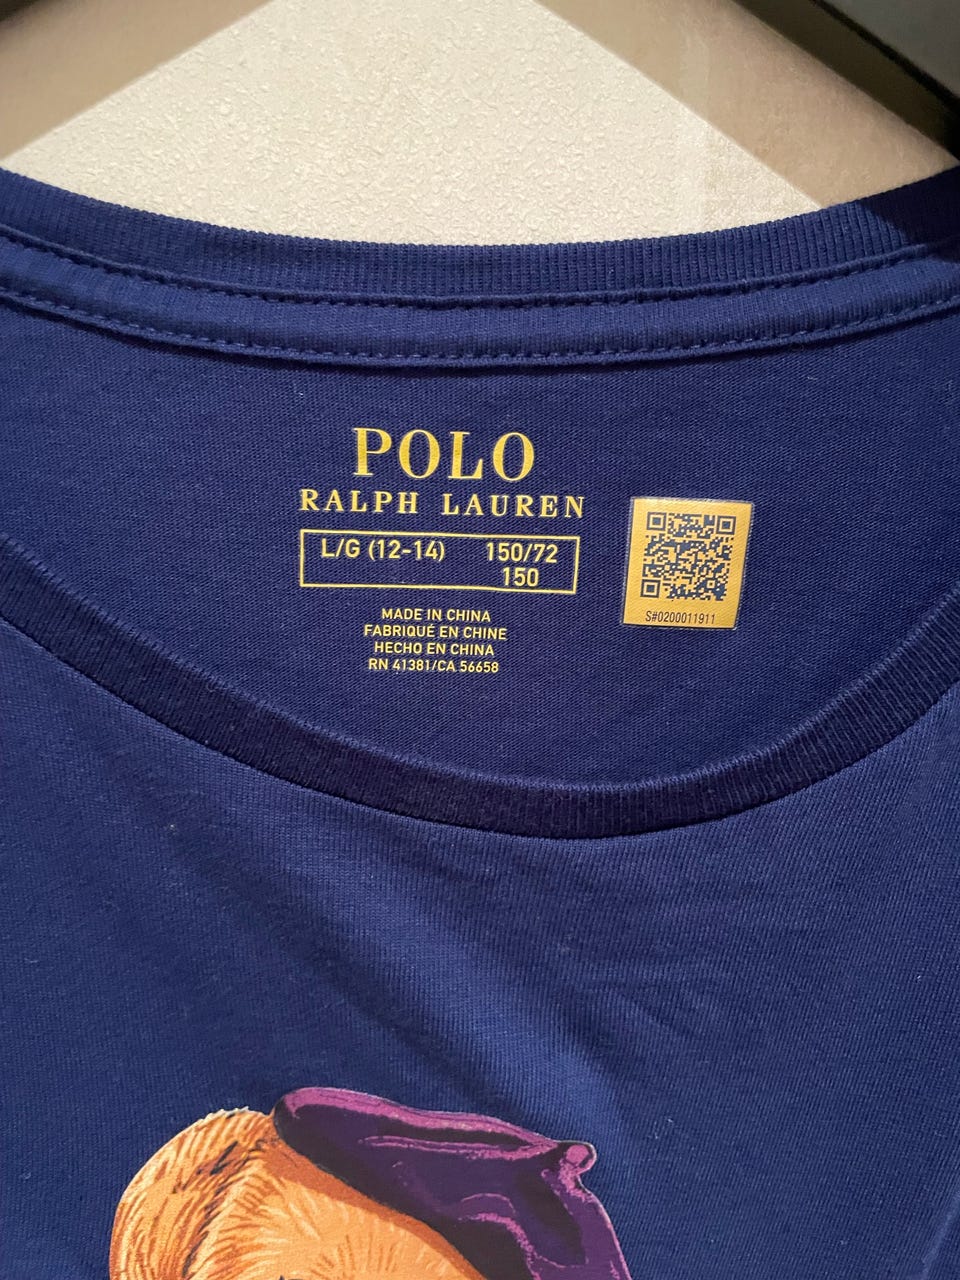 POLO
RALPH LAUREN
L/G (12-14) 150/72
150
MADE IN CHINA
FABRIQUÉ EN CHINE
HECHO EN CHINA
RN 41381/CA 56658
S#0200011911